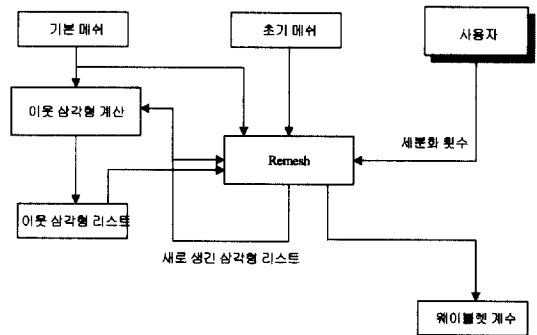 기본 메쉬
초기 메쉬
사용자
이웃 삼각형 계산
세분화 횟수
Remesh
이웃 삼각형 리스트
새로 생긴 삼각형 리스트
웨이블렛 계수